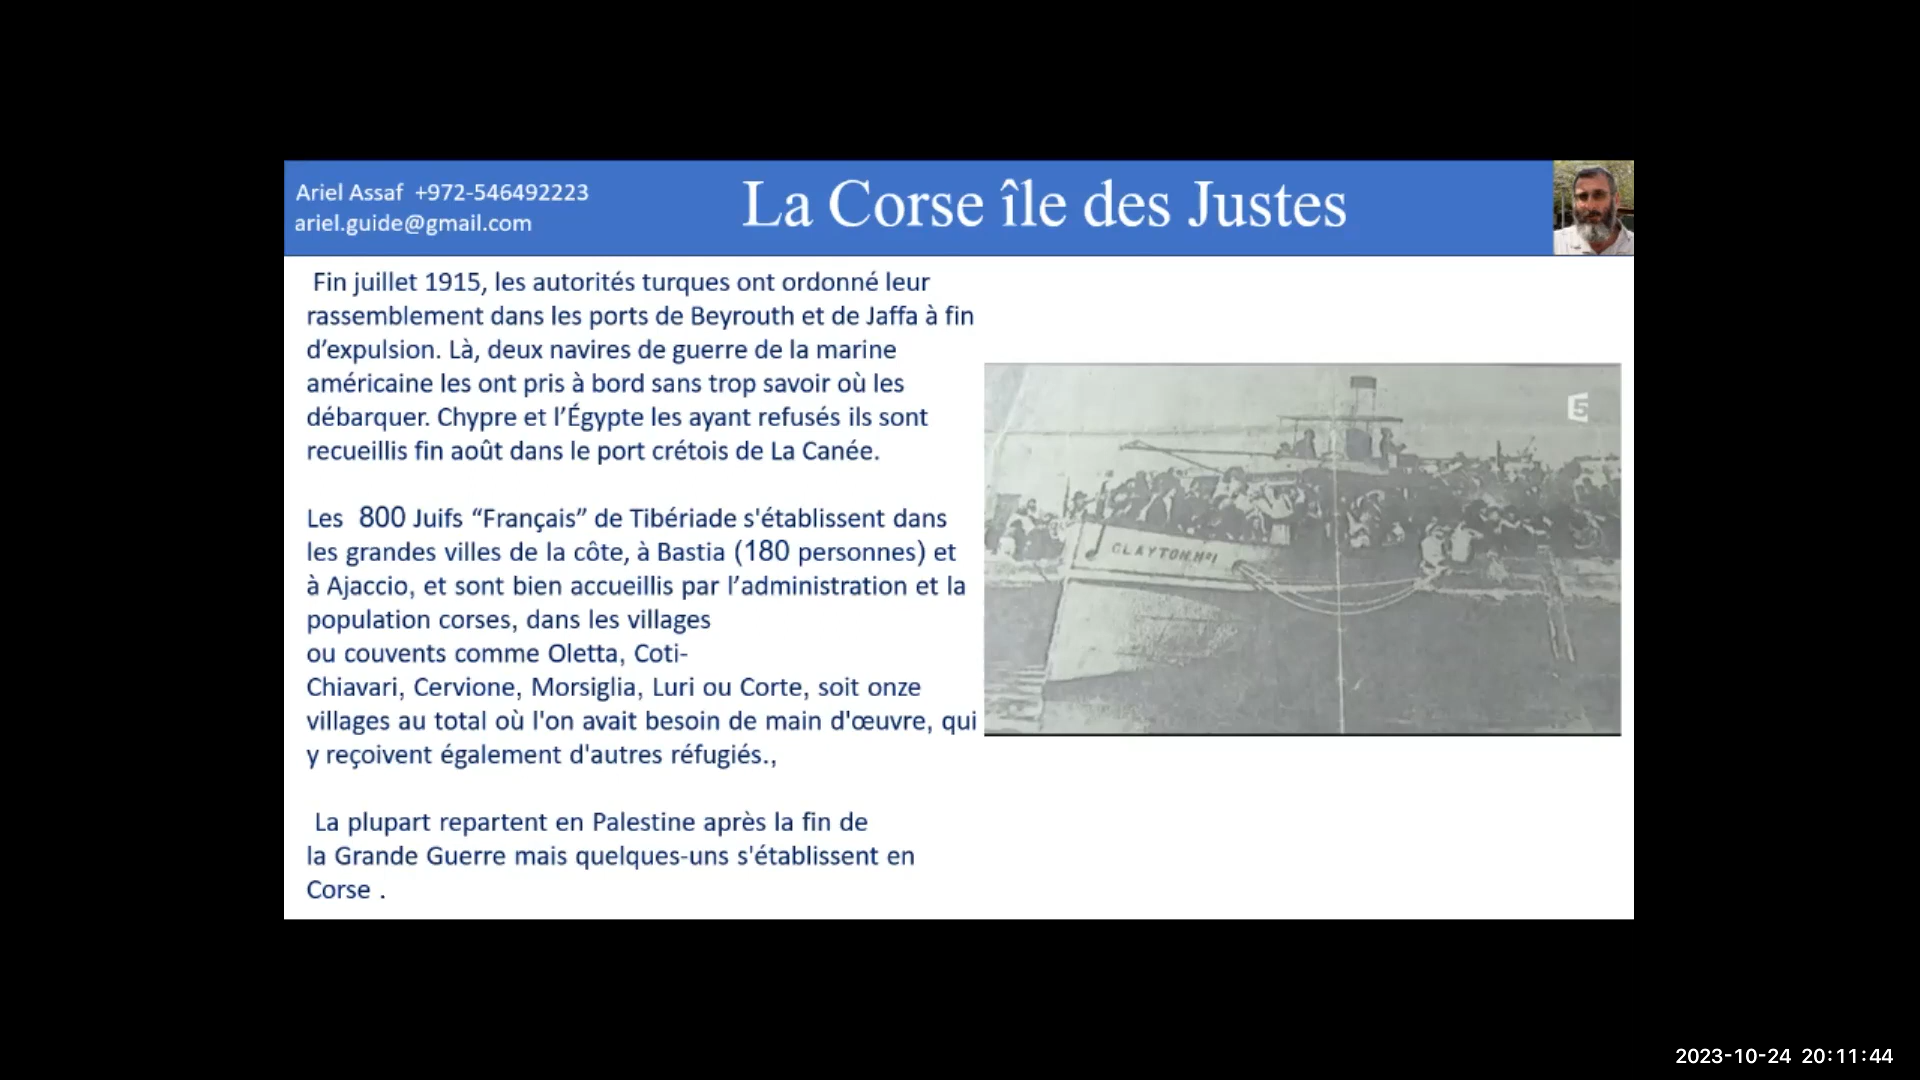 Ariel Assaf +972-546492223
ariel.guide@gmail.com
La Corse île des Justes
Fin juillet 1915, les autorités turques ont ordonné leur
rassemblement dans les ports de Beyrouth et de Jaffa à fin
d’expulsion. Là, deux navires de guerre de la marine
américaine les ont pris à bord sans trop savoir où les
débarquer. Chypre et l’Égypte les ayant refusés ils sont
recueillis fin août dans le port crétois de La Canée.
Les 800 Juifs “Français” de Tibériade s'établissent dans
les grandes villes de la côte, à Bastia (180 personnes) et
à Ajaccio, et sont bien accueillis par l’administration et la
population corses, dans les villages
ou couvents comme Oletta, Coti-
Chiavari, Cervione, Morsiglia, Luri ou Corte, soit onze
villages au total où l'on avait besoin de main d'œuvre, qui
y reçoivent également d'autres réfugiés.,
La plupart repartent en Palestine après la fin de
la Grande Guerre mais quelques-uns s'établissent en
Corse .
5
CLAYTON Nº1
2023-10-24 20:11:44